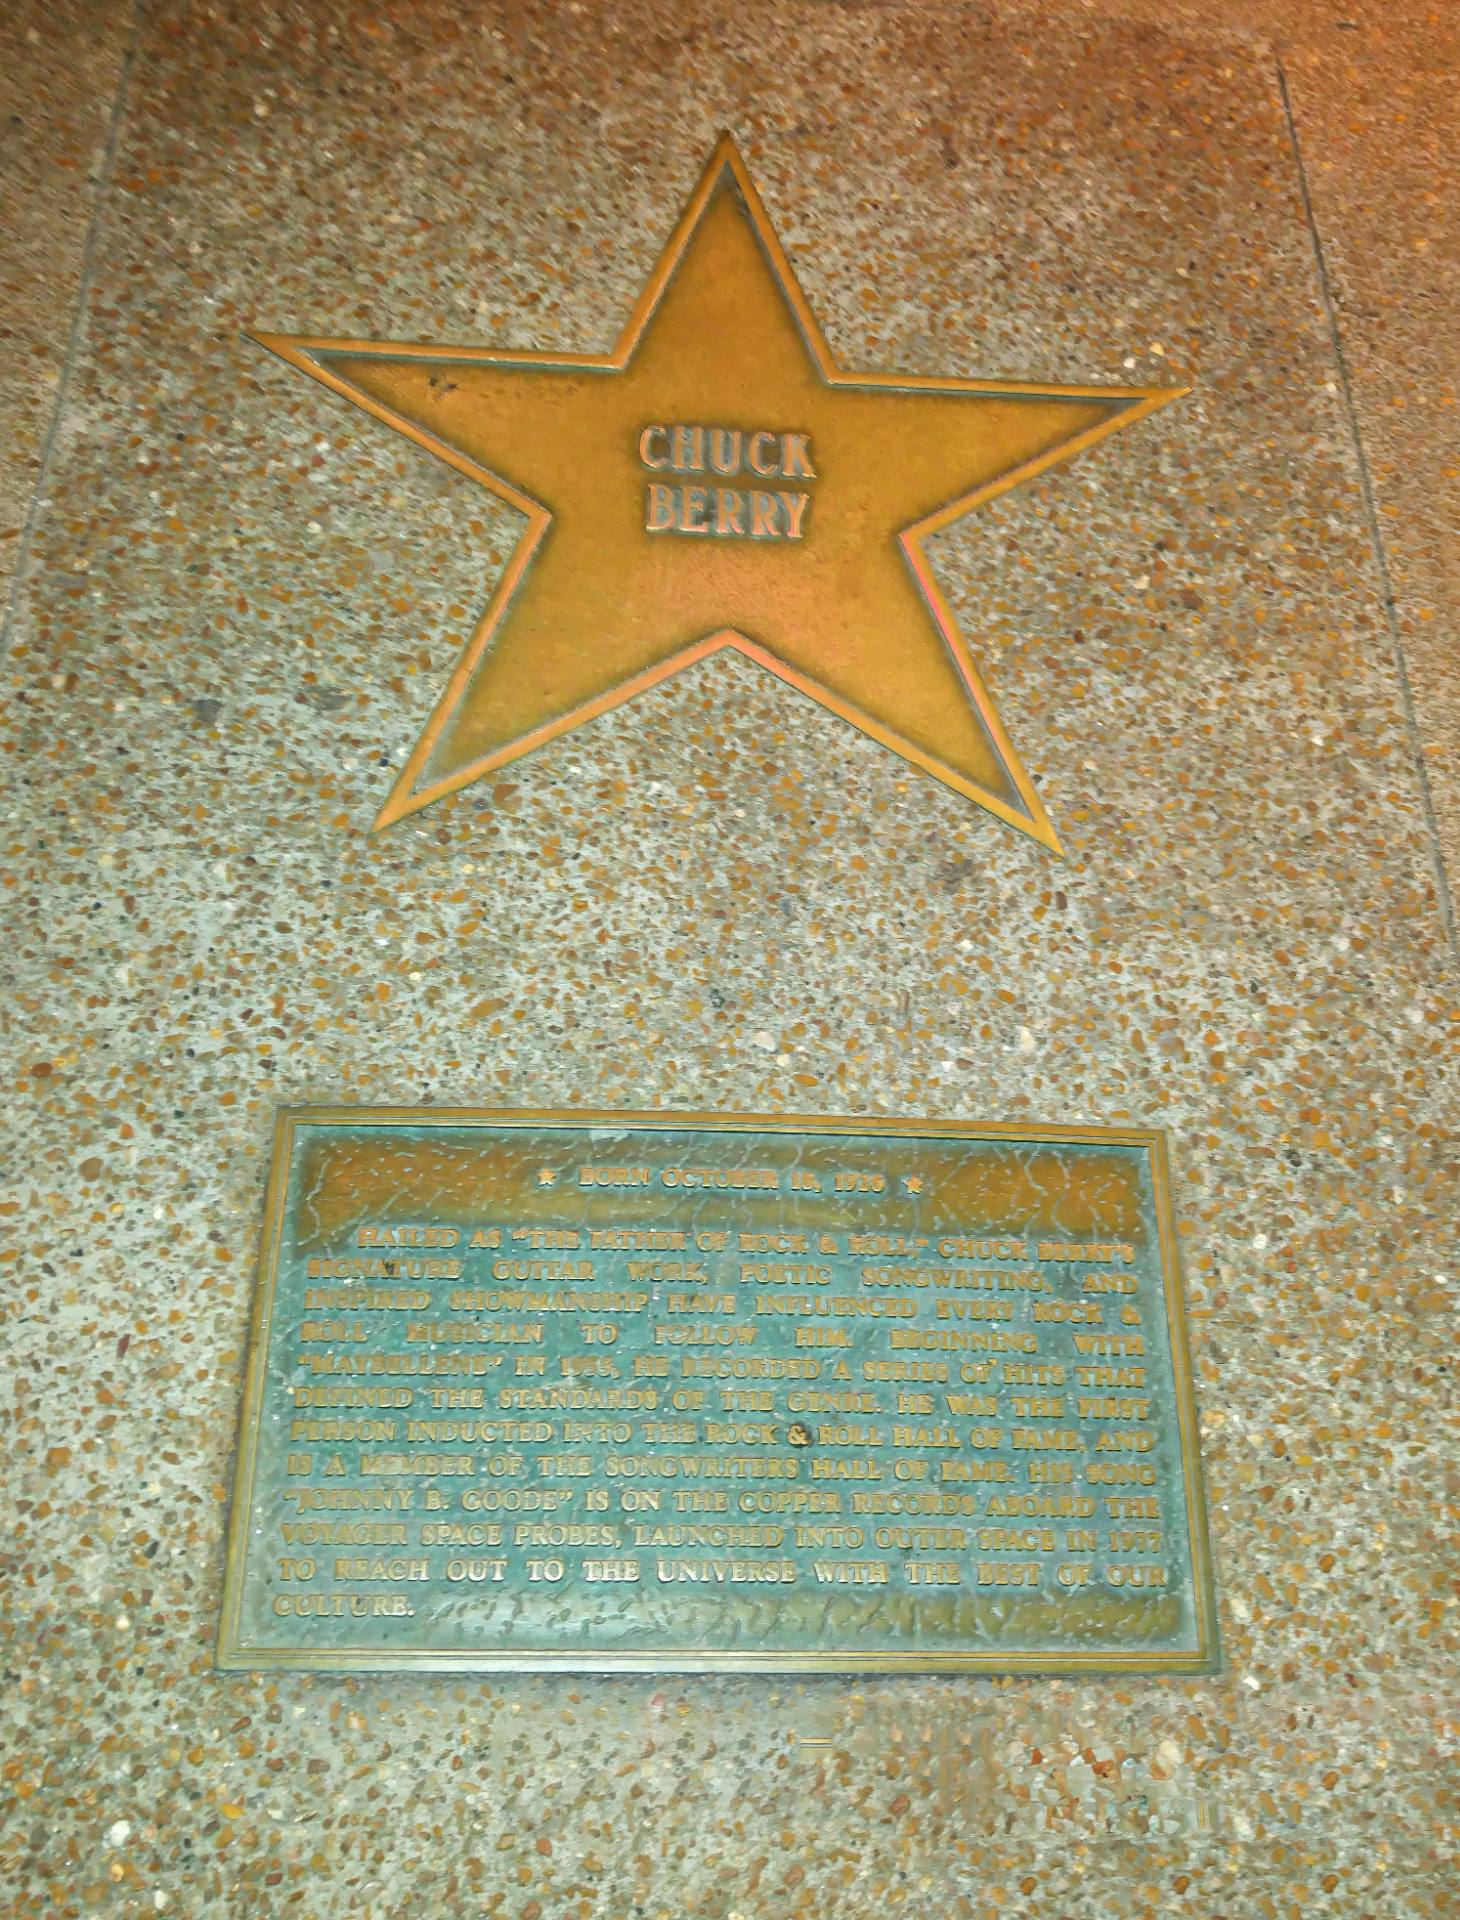 CHUCK
BERRY
★ BORN OCTOBER 18, 1926 ★
HAILED AS "THE FATHER OF ROCK & ROLL," CHUCK BERRY'S
SIGNATURE GUITAR WORK, POETIC SONGWRITING, AND
INSPIRED SHOWMANSHIP HAVE INFLUENCED EVERY ROCK &
ROLL MUSICIAN TO FOLLOW HIM. BEGINNING WITH
"MAYBELLENE" IN 1955, HE RECORDED A SERIES OF HITS THAT
DEFINED THE STANDARDS OF THE GENRE. HE WAS THE FIRST
PERSON INDUCTED INTO THE ROCK & ROLL HALL OF FAME, AND
IS A MEMBER OF THE SONGWRITERS HALL OF FAME. HIS SONG
"JOHNNY B. GOODE" IS ON THE COPPER RECORDS ABOARD THE
VOYAGER SPACE PROBES, LAUNCHED INTO OUTER SPACE IN 1977
TO REACH OUT TO THE UNIVERSE WITH THE BEST OF OUR
CULTURE.